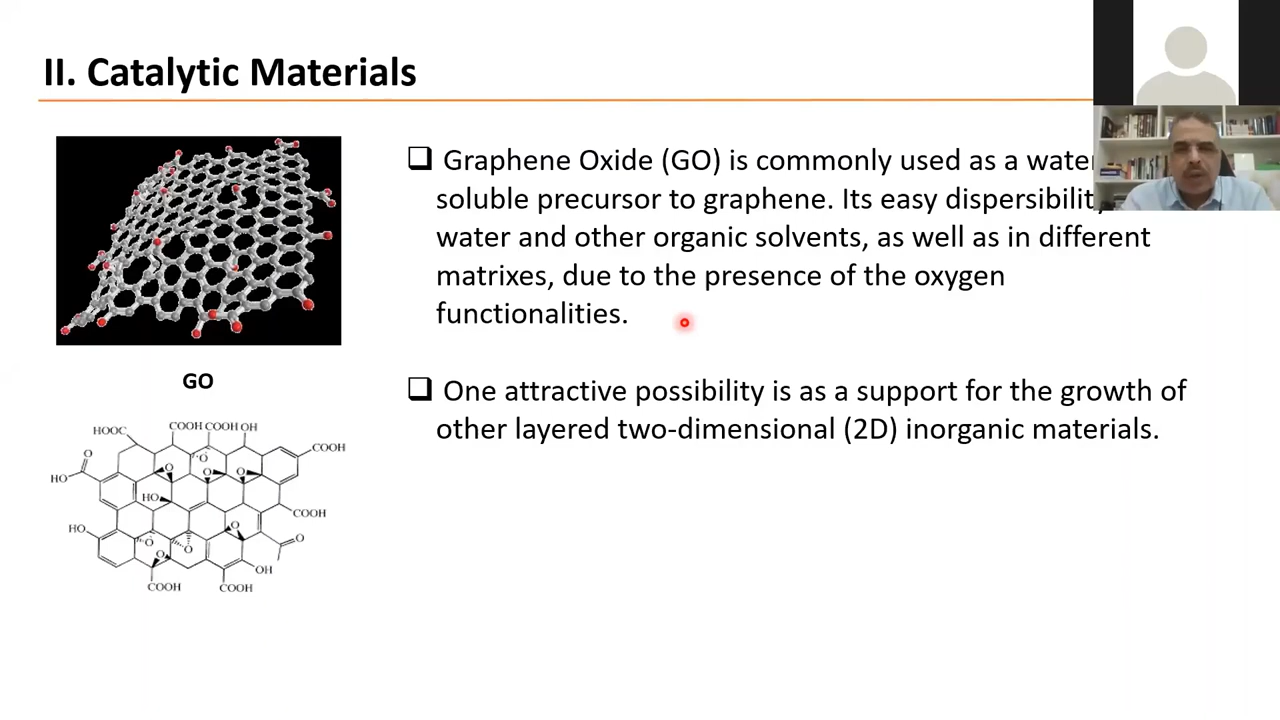 II. Catalytic Materials
Graphene Oxide (GO) is commonly used as a water
soluble precursor to graphene. Its easy
water and other organic solvents, as well as in different
matrixes, due to the presence of the oxygen
functionalities.
One attractive possibility is as a support for the growth of
other layered two-dimensional (2D) inorganic materials.
GO
HOOC COOH COOH OH
COOH
O
HO
O
O O O
HO
COOH
HO
O
O
O
O
O
OH
COOH COOH